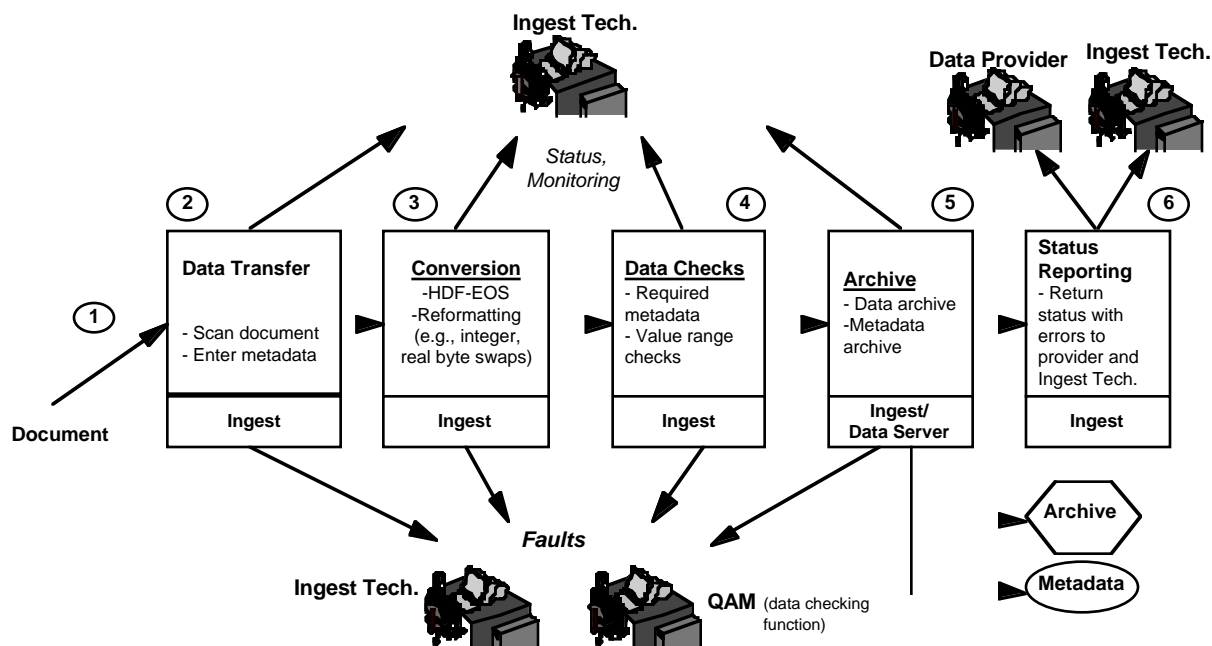 Ingest Tech.
Data Provider
Ingest Tech.
Status,
Monitoring
2
3
4
5
6
1
Data Transfer
- Scan document
- Enter metadata
Ingest
Conversion
-HDF-EOS
-Reformatting
(e.g., integer,
real byte swaps)
Ingest
Data Checks
- Required
metadata
- Value range
checks
Ingest
Archive
- Data archive
-Metadata
archive
Ingest/
Data Server
Status
Reporting
- Return
status with
errors to
provider and
Ingest Tech.
Ingest
Document
Faults
Ingest Tech.
QAM (data checking
function)
Archive
Metadata